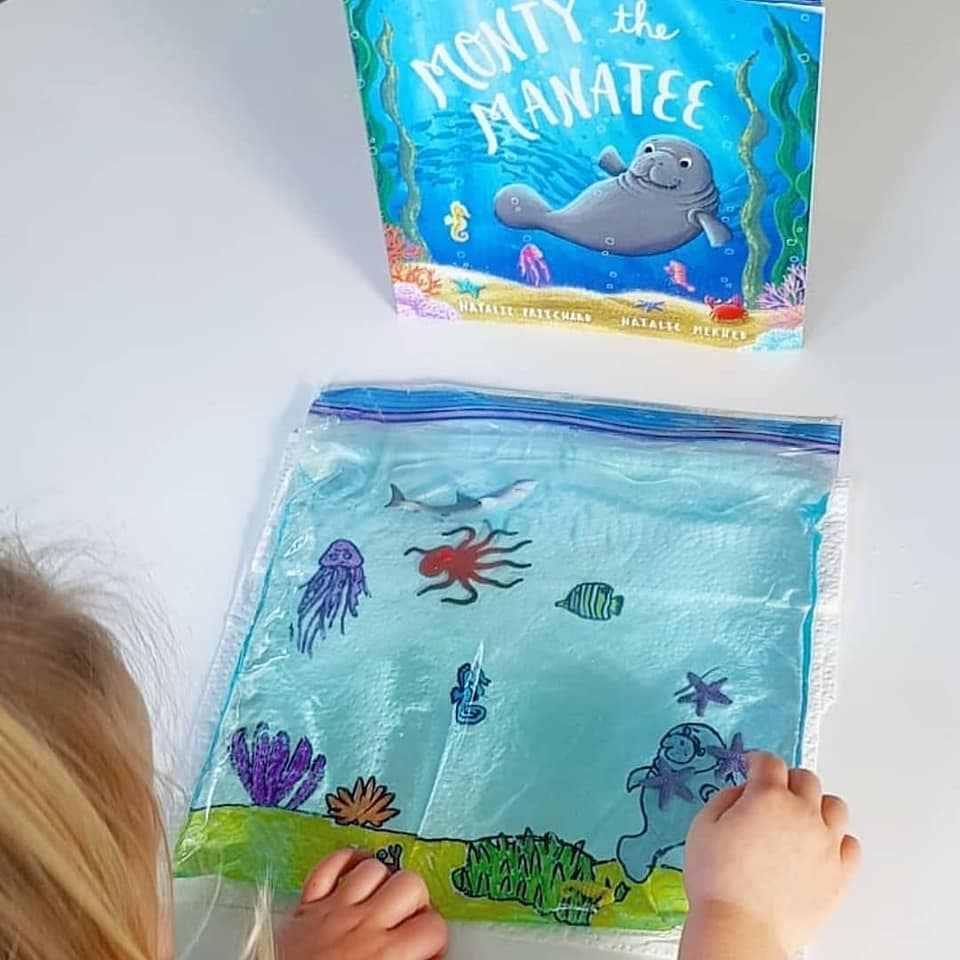 MONTY the
MANATEE
NATALIE PRITCHARD NATALIE MERHEB